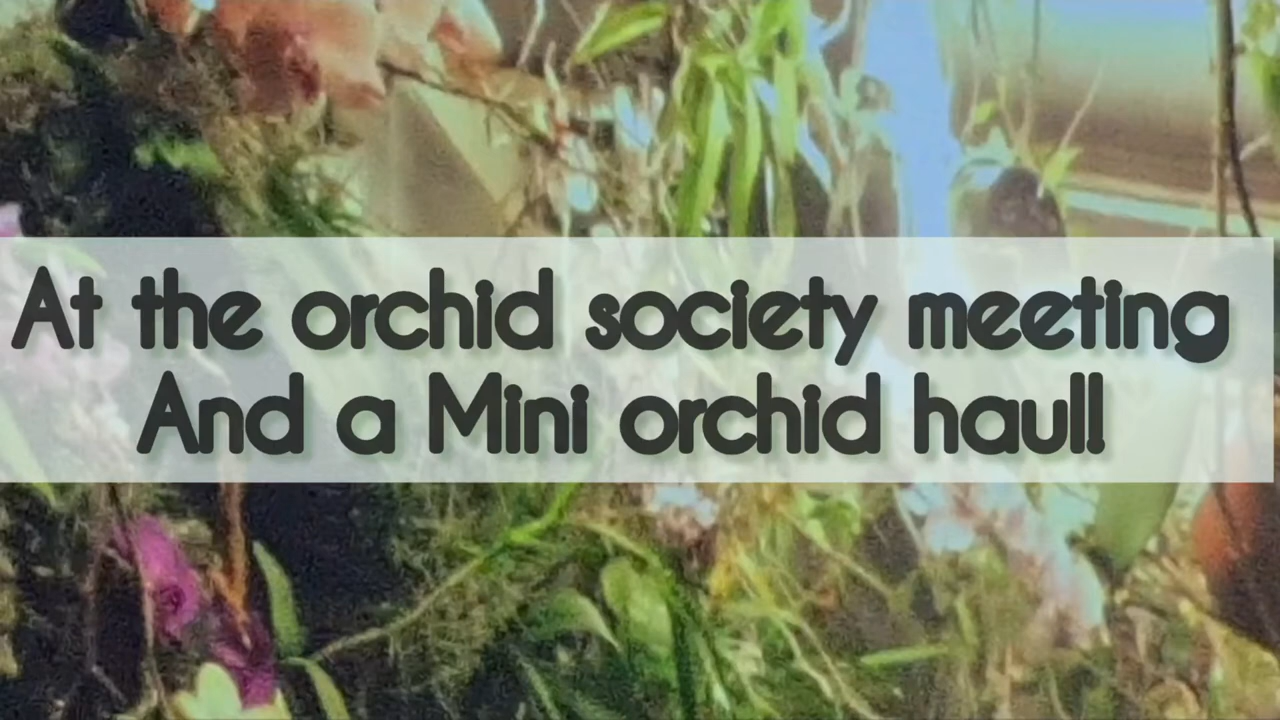 At the orchid society meeting
And a Mini orchid haul!